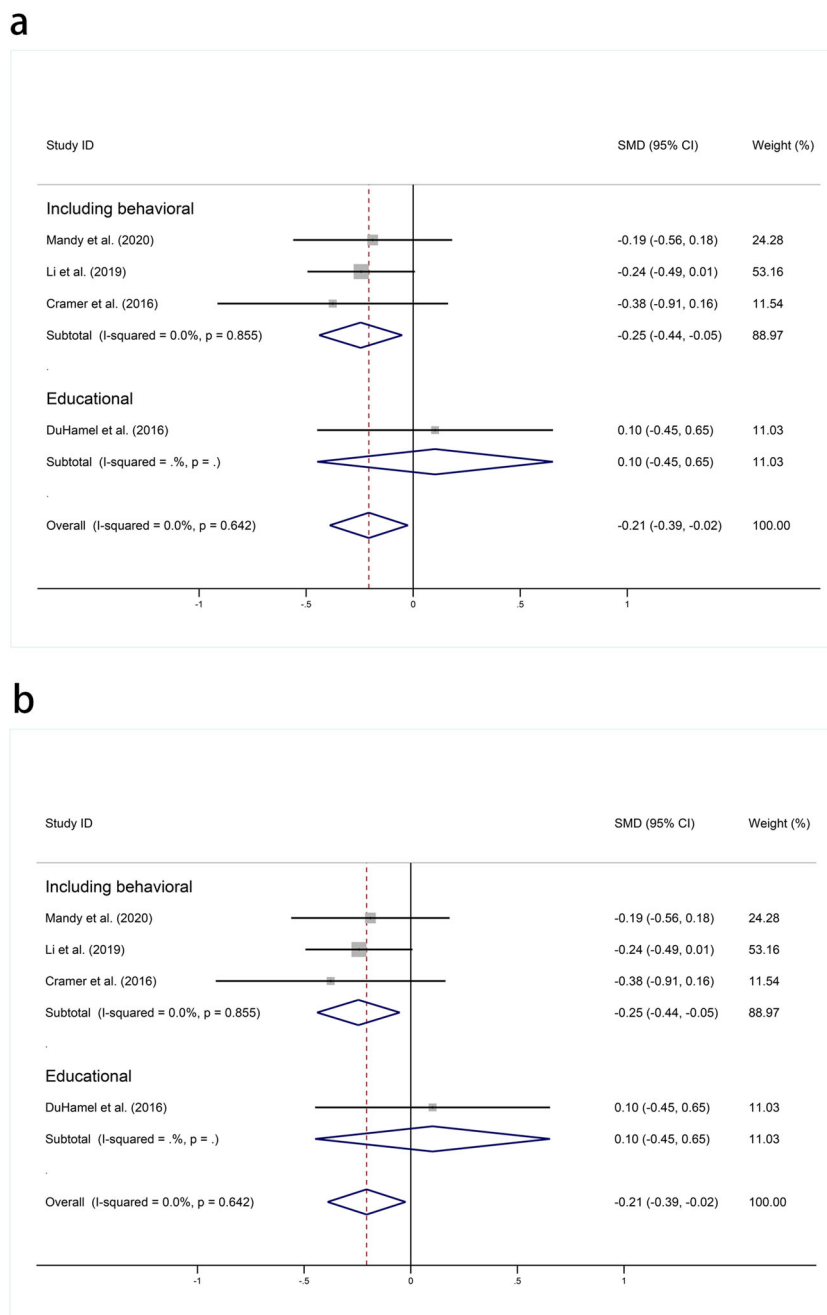 a
Study ID SMD (95% CI) Weight (%)
Including behavioral
Mandy et al. (2020) -0.19 (-0.56, 0.18) 24.28
Li et al. (2019) -0.24 (-0.49, 0.01) 53.16
Cramer et al. (2016) -0.38 (-0.91, 0.16) 11.54
Subtotal (I-squared = 0.0%, p = 0.855) -0.25 (-0.44, -0.05) 88.97
.
Educational
DuHamel et al. (2016) 0.10 (-0.45, 0.65) 11.03
Subtotal (I-squared = .%, p = .) 0.10 (-0.45, 0.65) 11.03
.
Overall (I-squared = 0.0%, p = 0.642) -0.21 (-0.39, -0.02) 100.00
-1 -.5 0 .5 1
b
Study ID SMD (95% CI) Weight (%)
Including behavioral
Mandy et al. (2020) -0.19 (-0.56, 0.18) 24.28
Li et al. (2019) -0.24 (-0.49, 0.01) 53.16
Cramer et al. (2016) -0.38 (-0.91, 0.16) 11.54
Subtotal (I-squared = 0.0%, p = 0.855) -0.25 (-0.44, -0.05) 88.97
.
Educational
DuHamel et al. (2016) 0.10 (-0.45, 0.65) 11.03
Subtotal (I-squared = .%, p = .) 0.10 (-0.45, 0.65) 11.03
.
Overall (I-squared = 0.0%, p = 0.642) -0.21 (-0.39, -0.02) 100.00
-1 -.5 0 .5 1